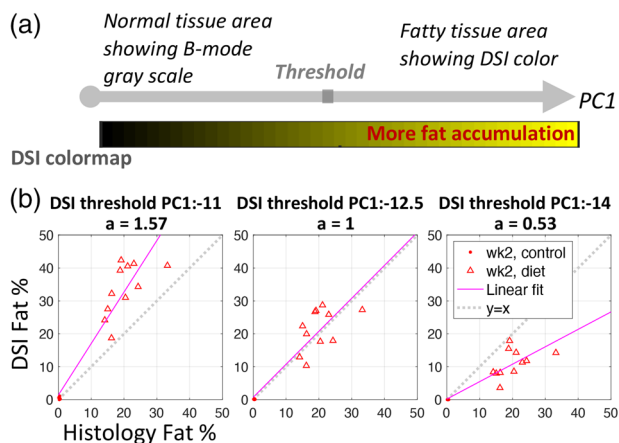 (a)
Normal tissue area
showing B-mode
gray scale
Threshold
Fatty tissue area
showing DSI color
PC1
More fat accumulation
DSI colormap
(b)
DSI threshold PC1:-11
a = 1.57
DSI threshold PC1:-12.5
a = 1
DSI threshold PC1:-14
a = 0.53
DSI Fat %
50
40
30
20
10
0
0 10 20 30 40 50
50
40
30
20
10
0
0 10 20 30 40 50
50
40
30
20
10
0
0 10 20 30 40 50
wk2, control
wk2, diet
Linear fit
y=x
Histology Fat %